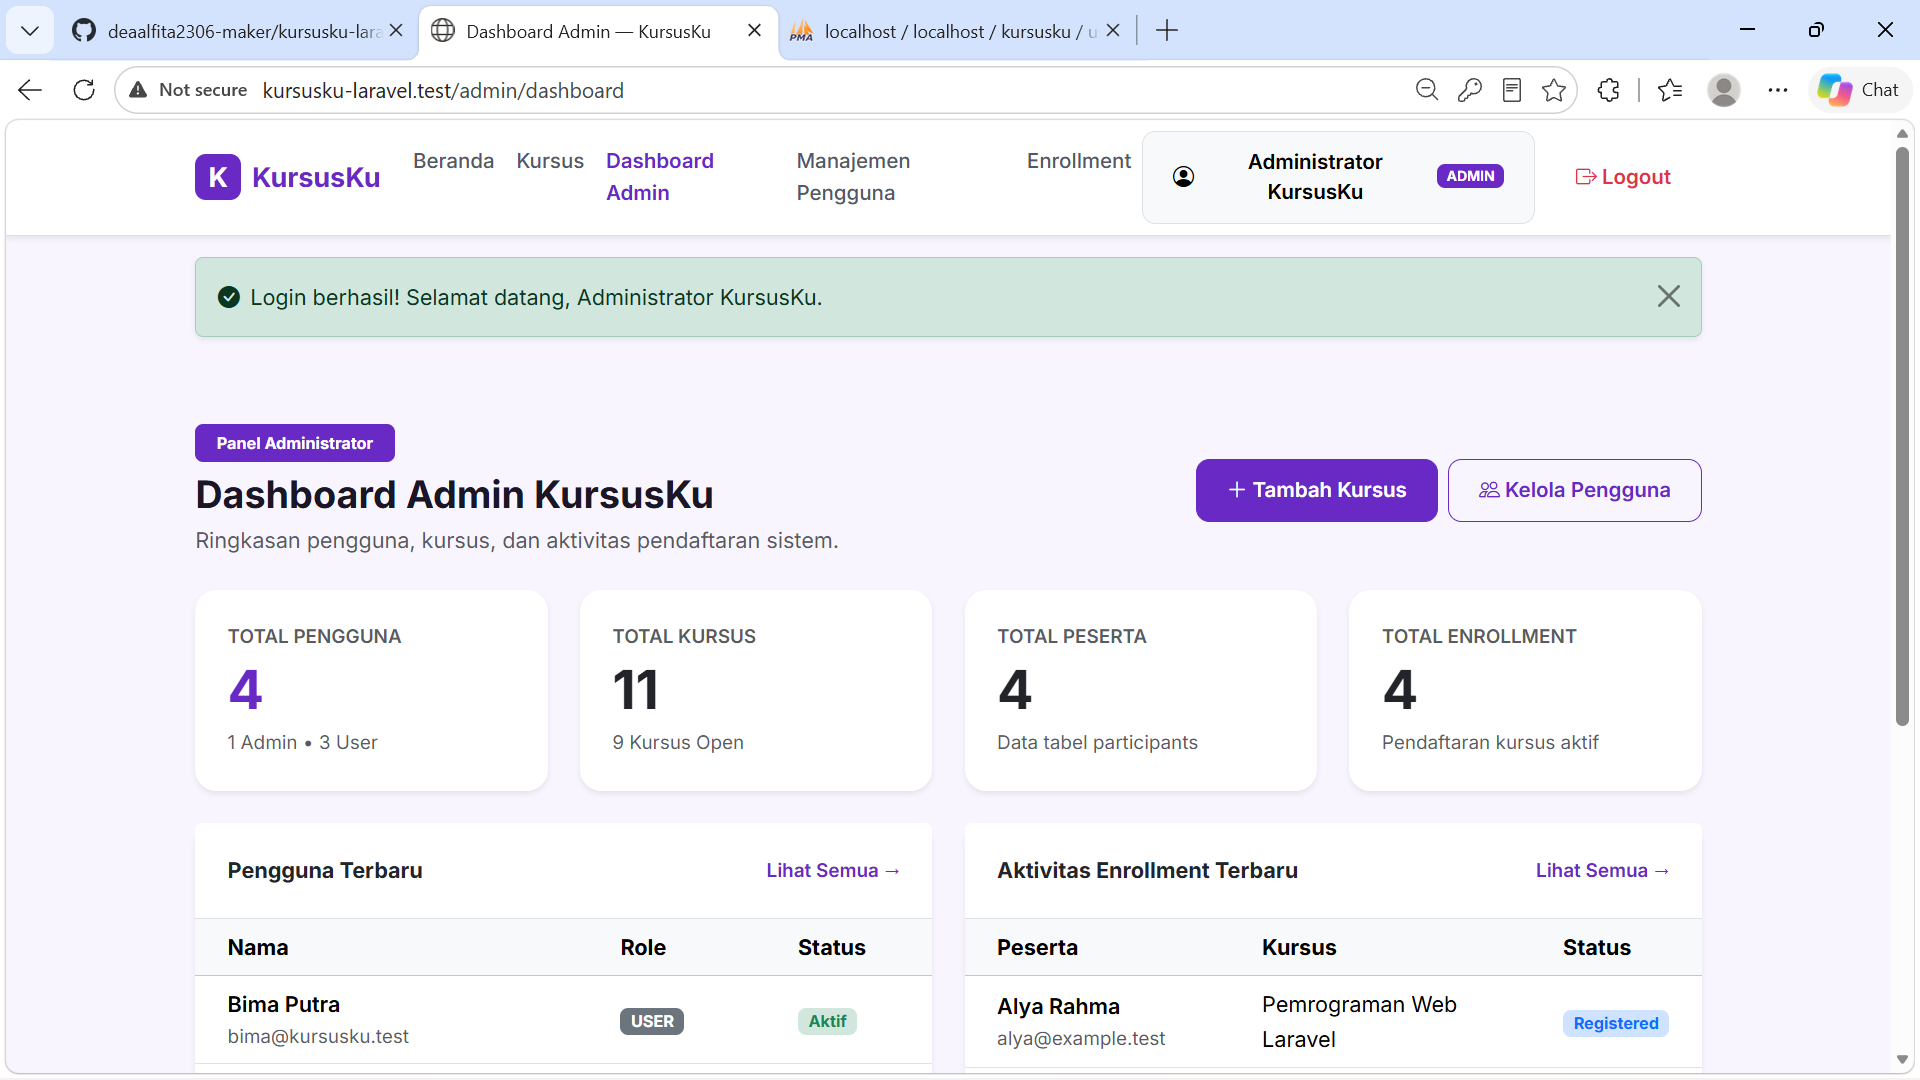 deaalfita2306-maker/kursusku-lara
Dashboard Admin — KursusKu
PMA
localhost / localhost / kursusku / u
Not secure
kursusku-laravel.test/admin/dashboard
Chat
K
KursusKu
Beranda
Kursus
Dashboard
Admin
Manajemen
Pengguna
Enrollment
Administrator
KursusKu
ADMIN
Logout
Login berhasil! Selamat datang, Administrator KursusKu.
Panel Administrator
Dashboard Admin KursusKu
Ringkasan pengguna, kursus, dan aktivitas pendaftaran sistem.
+ Tambah Kursus
Kelola Pengguna
TOTAL PENGGUNA
4
1 Admin • 3 User
TOTAL KURSUS
11
9 Kursus Open
TOTAL PESERTA
4
Data tabel participants
TOTAL ENROLLMENT
4
Pendaftaran kursus aktif
Pengguna Terbaru
Lihat Semua →
Nama Role Status
Bima Putra
bima@kursusku.test
USER
Aktif
Aktivitas Enrollment Terbaru
Lihat Semua →
Peserta Kursus Status
Alya Rahma
alya@example.test
Pemrograman Web
Laravel
Registered